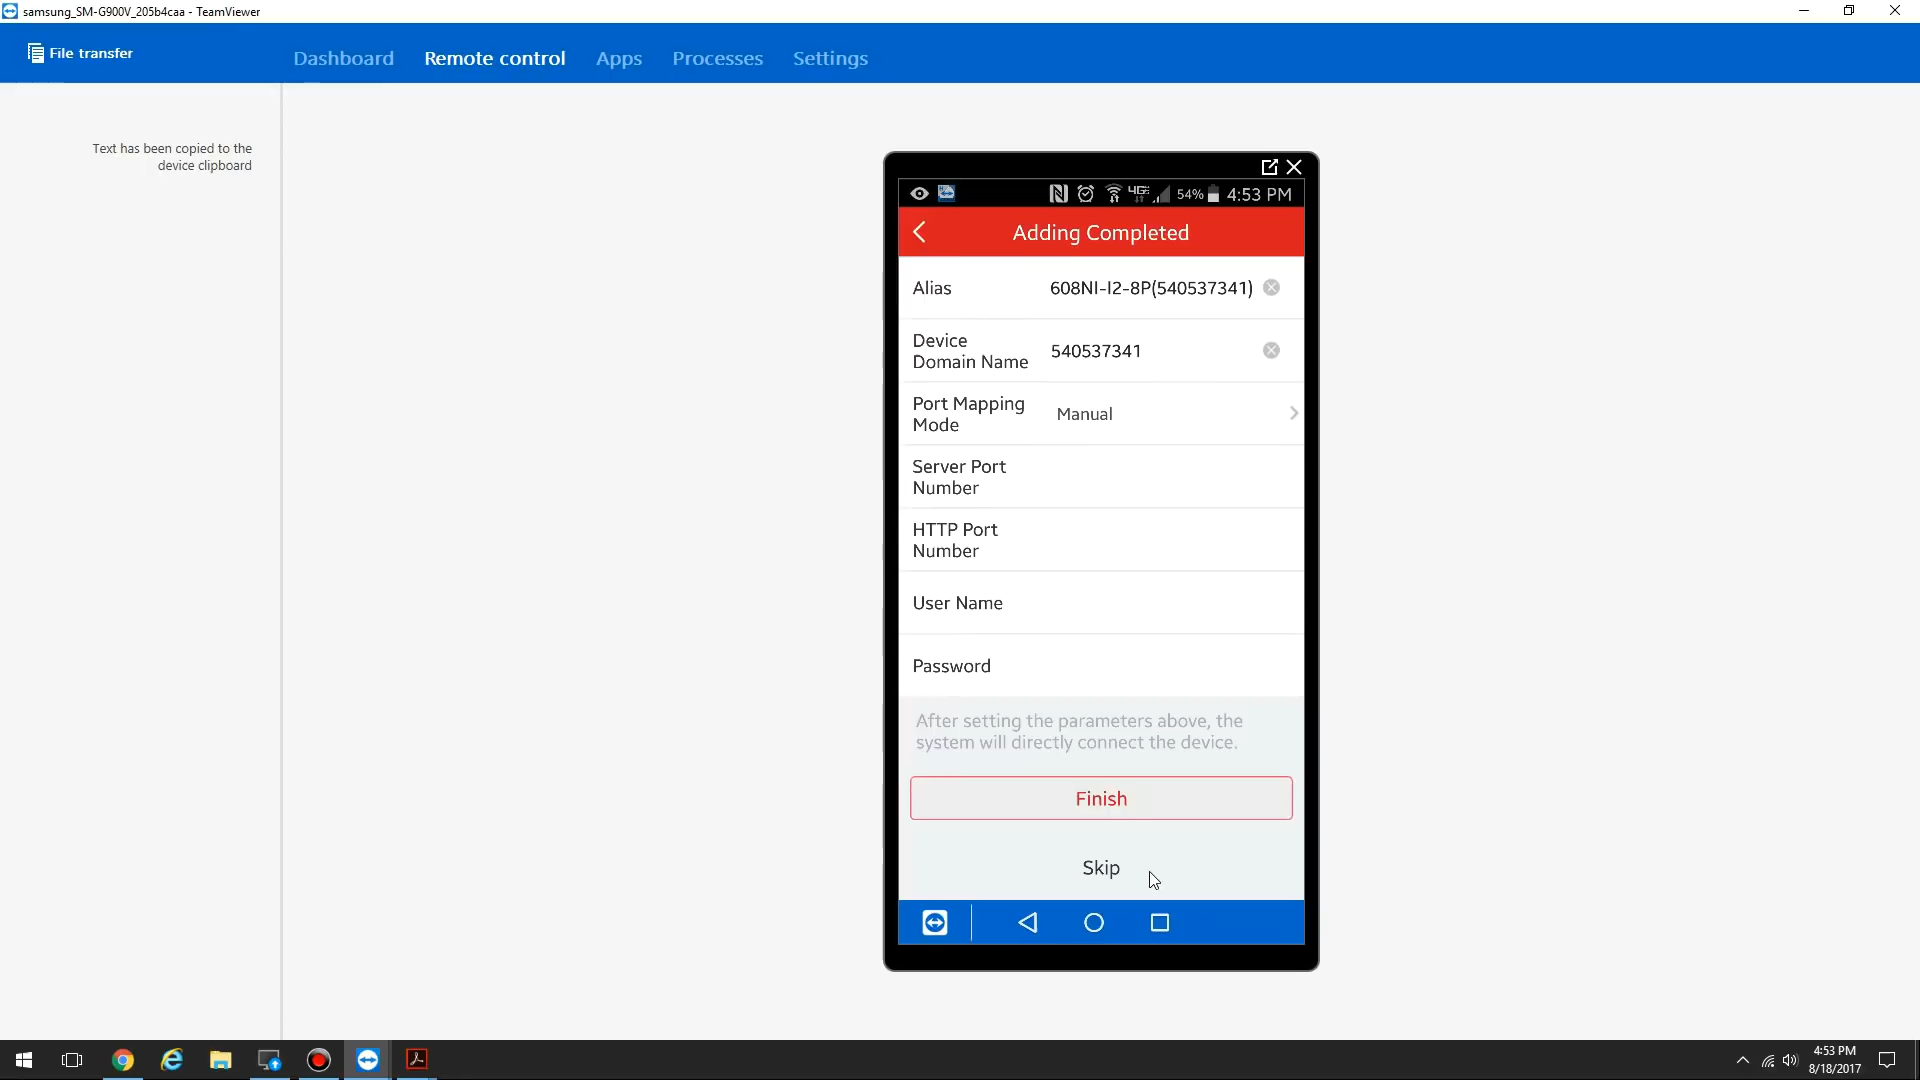 samsung_SM-G900V_205b4caa - TeamViewer
File transfer
Dashboard
Remote control
Apps
Processes
Settings
Text has been copied to the
device clipboard
4G 54% 4:53 PM
Adding Completed
Alias 608NI-I2-8P(540537341)
Device
Domain Name 540537341
Port Mapping
Mode Manual
Server Port
Number
HTTP Port
Number
User Name
Password
After setting the parameters above, the
system will directly connect the device.
Finish
Skip
4:53 PM
8/18/2017